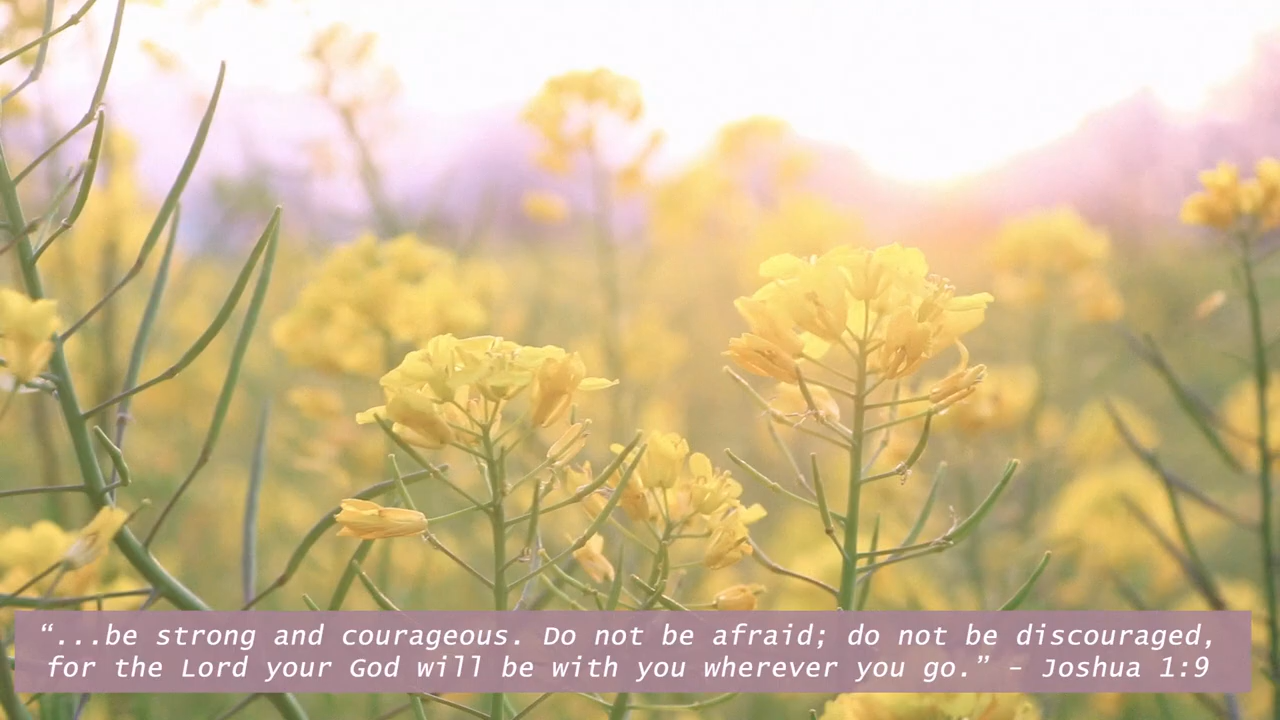 “...be strong and courageous. Do not be afraid; do not be discouraged,
for the Lord your God will be with you wherever you go.” – Joshua 1:9